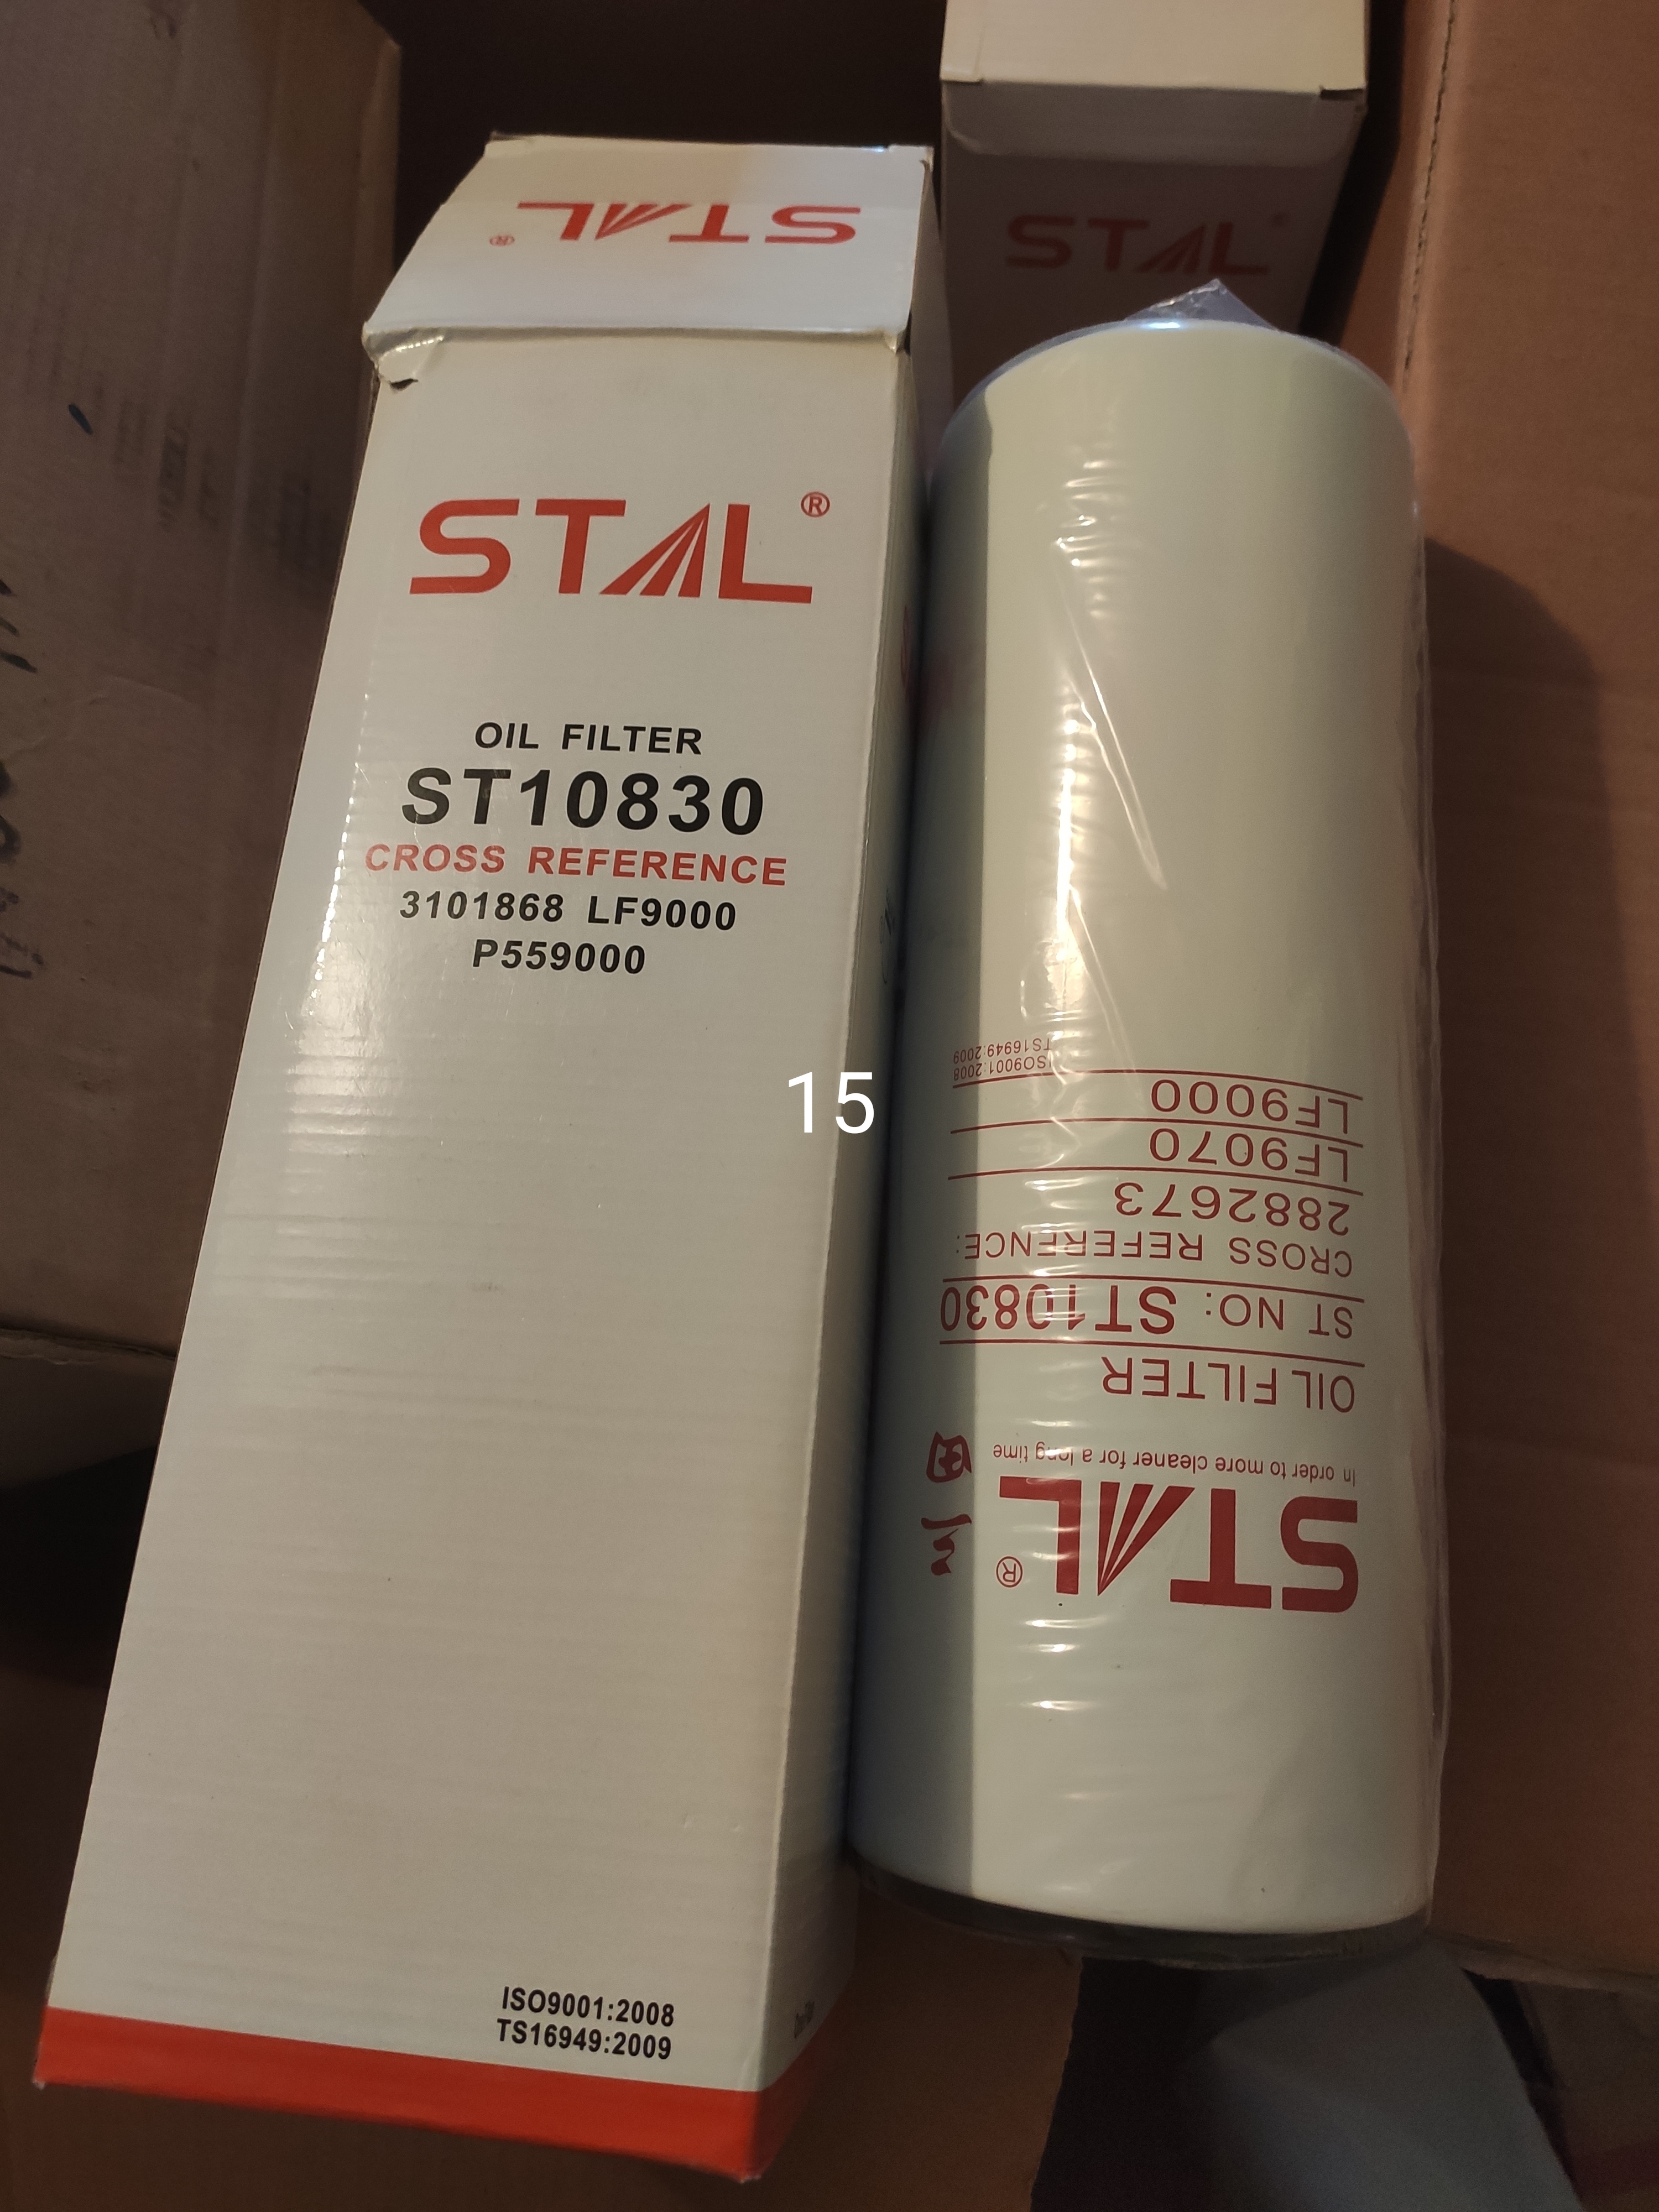 STAL®
STAL®
STAL®
OIL FILTER
ST10830
CROSS REFERENCE
3101868 LF9000
P559000
ISO9001:2008
TS16949:2009
15
STAL®
In order to more cleaner for a long time
OIL FILTER
ST NO: ST10830
CROSS REFERENCE:
2882673
LF9070
LF9000
ISO9001:2008
TS16949:2009